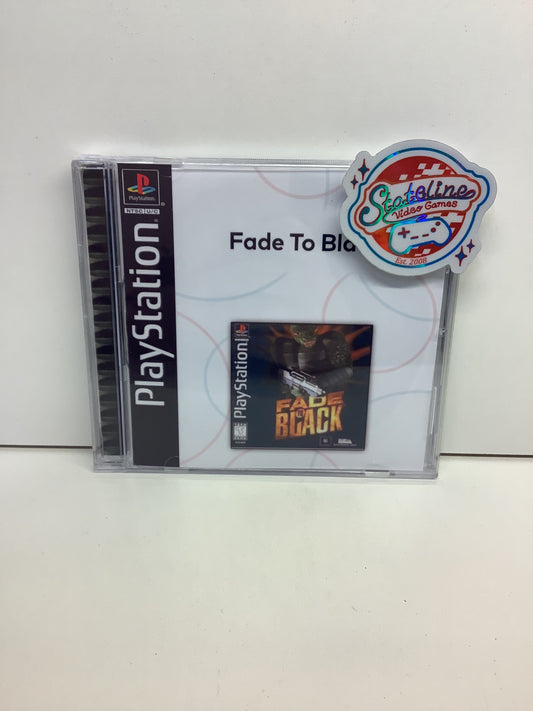 PlayStation
NTSC U/C
PlayStation
Fade To Bla
Stateline
Video Games
Est. 2008
PlayStation
FADE
TO
BLACK